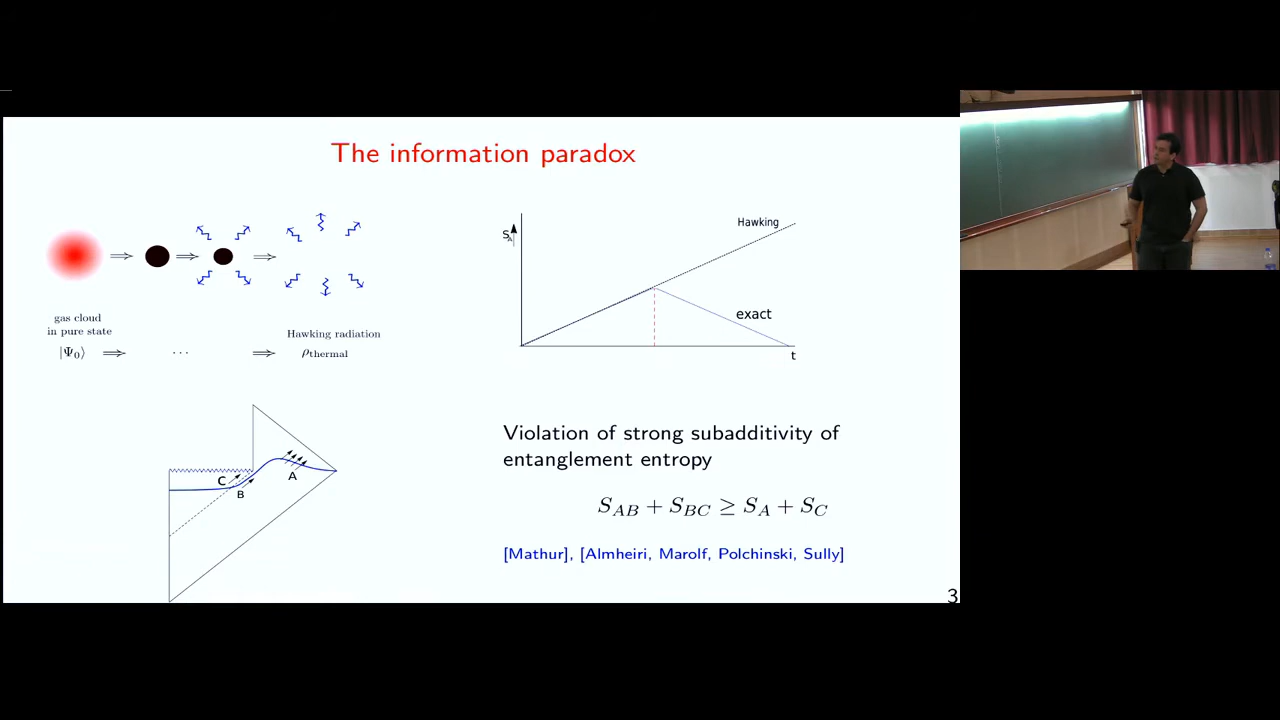 The information paradox
gas cloud
in pure state
|Ψ₀⟩ ⟹ ··· ⟹ ρthermal
Hawking radiation
C
B
A
S_A
Hawking
exact
t
Violation of strong subadditivity of
entanglement entropy
S_AB + S_BC ≥ S_A + S_C
[Mathur], [Almheiri, Marolf, Polchinski, Sully]
3